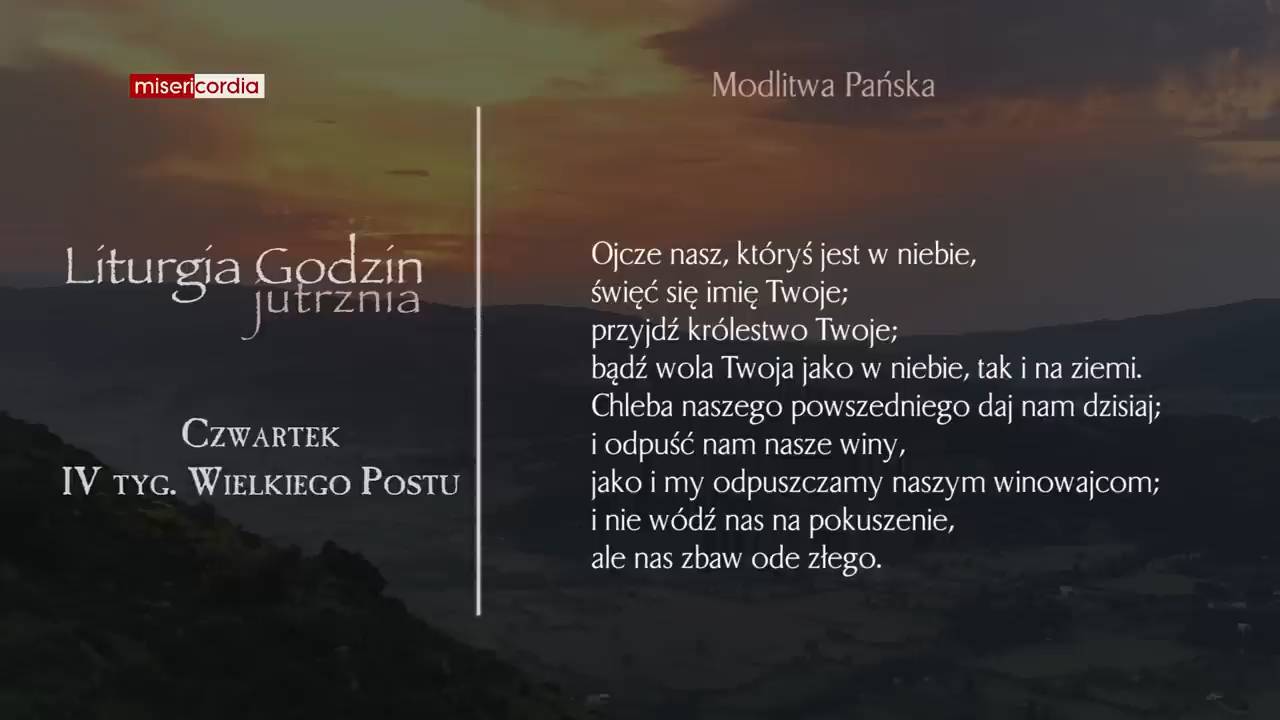 misericordia
Liturgia Godzin
jutrznia
Czwartek
IV tyg. Wielkiego Postu
Modlitwa Pańska
Ojcze nasz, któryś jest w niebie,
święć się imię Twoje;
przyjdź królestwo Twoje;
bądź wola Twoja jako w niebie, tak i na ziemi.
Chleba naszego powszedniego daj nam dzisiaj;
i odpuść nam nasze winy,
jako i my odpuszczamy naszym winowajcom;
i nie wódź nas na pokuszenie,
ale nas zbaw ode złego.